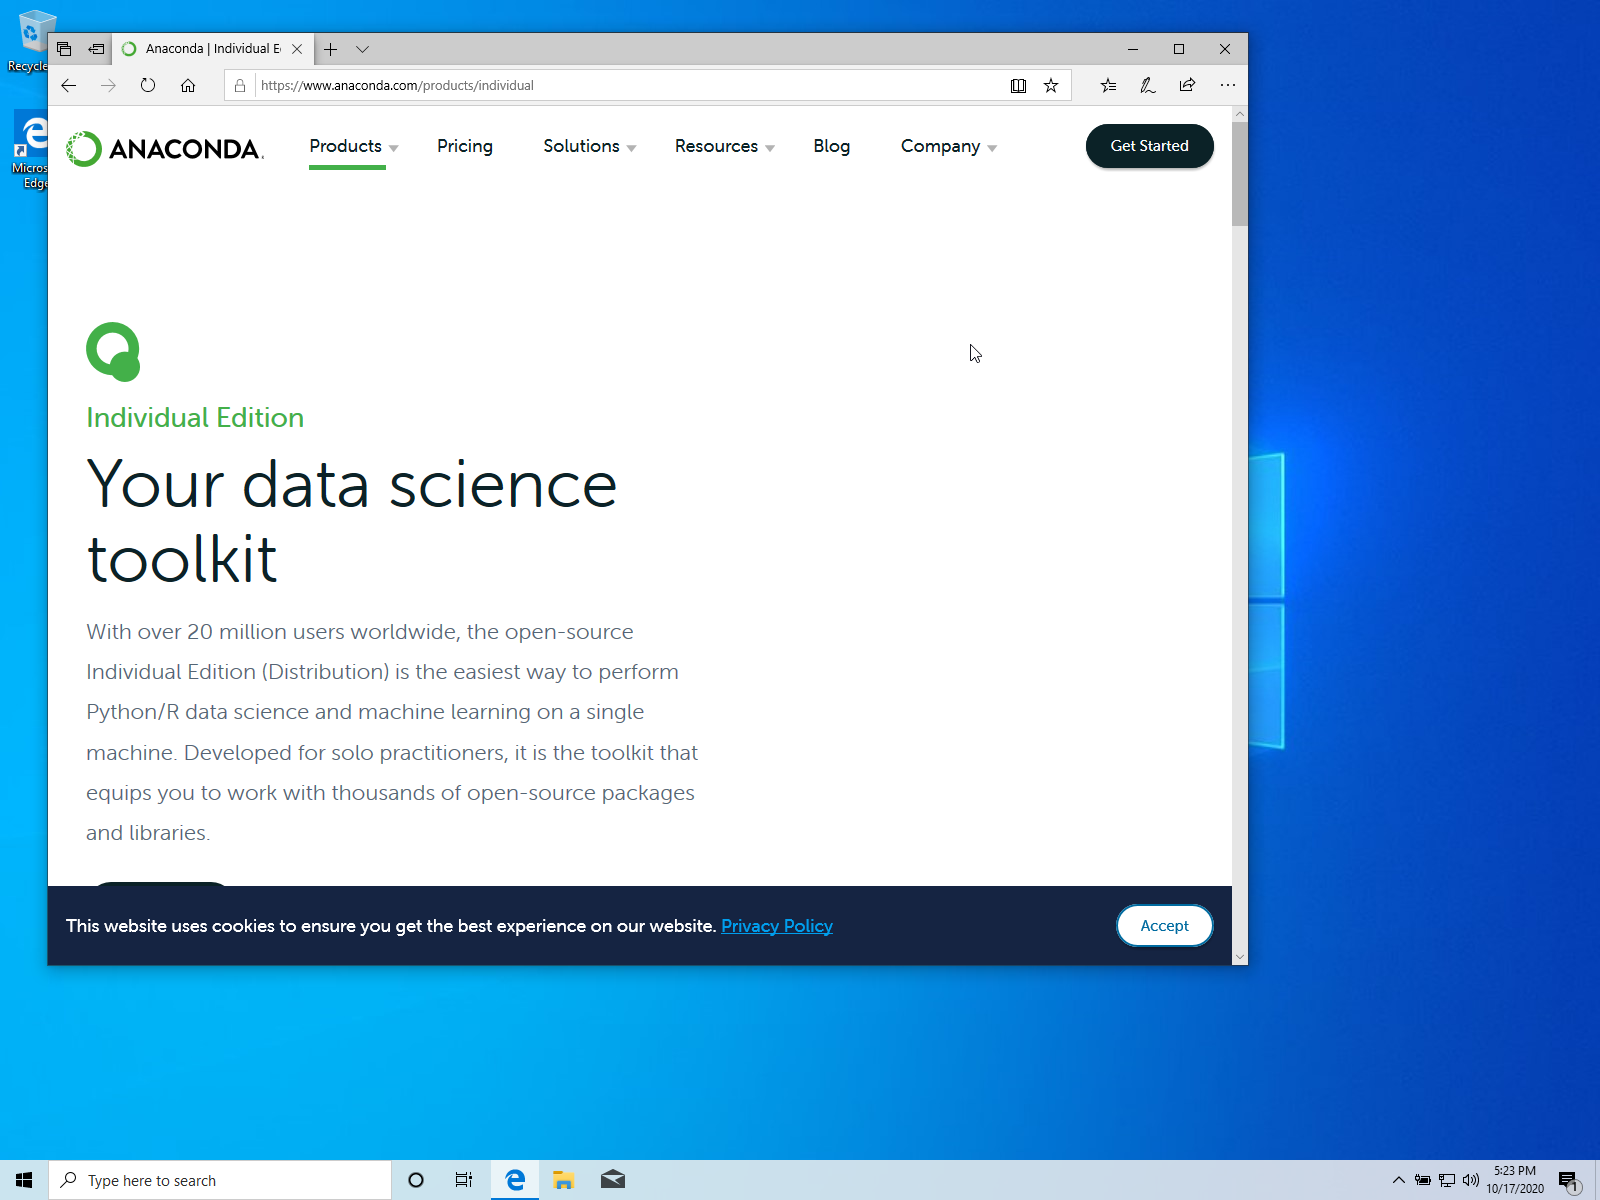 Recycle
Micros
Edge
Anaconda | Individual E
https://www.anaconda.com/products/individual
ANACONDA.
Products
Pricing
Solutions
Resources
Blog
Company
Get Started
Individual Edition
Your data science
toolkit
With over 20 million users worldwide, the open-source
Individual Edition (Distribution) is the easiest way to perform
Python/R data science and machine learning on a single
machine. Developed for solo practitioners, it is the toolkit that
equips you to work with thousands of open-source packages
and libraries.
This website uses cookies to ensure you get the best experience on our website. Privacy Policy
Accept
Type here to search
5:23 PM
10/17/2020
1